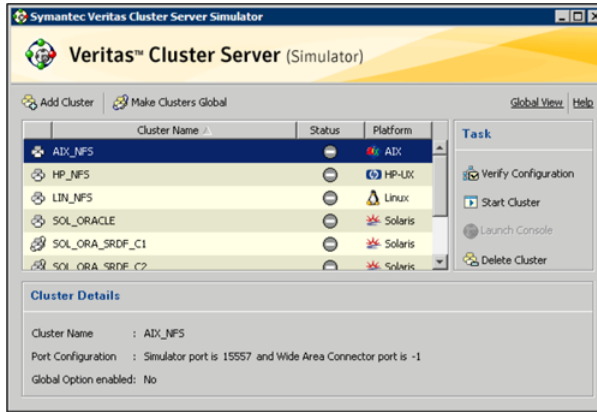 Symantec Veritas Cluster Server Simulator
Veritas™ Cluster Server (Simulator)
Add Cluster Make Clusters Global Global View Help
Cluster Name Status Platform
AIX_NFS AIX
HP_NFS HP-UX
LIN_NFS Linux
SOL_ORACLE Solaris
SOL_ORA_SRDF_C1 Solaris
SOL_ORA_SRDF_C2 Solaris
Task
Verify Configuration
Start Cluster
Launch Console
Delete Cluster
Cluster Details
Cluster Name : AIX_NFS
Port Configuration : Simulator port is 15557 and Wide Area Connector port is -1
Global Option enabled: No